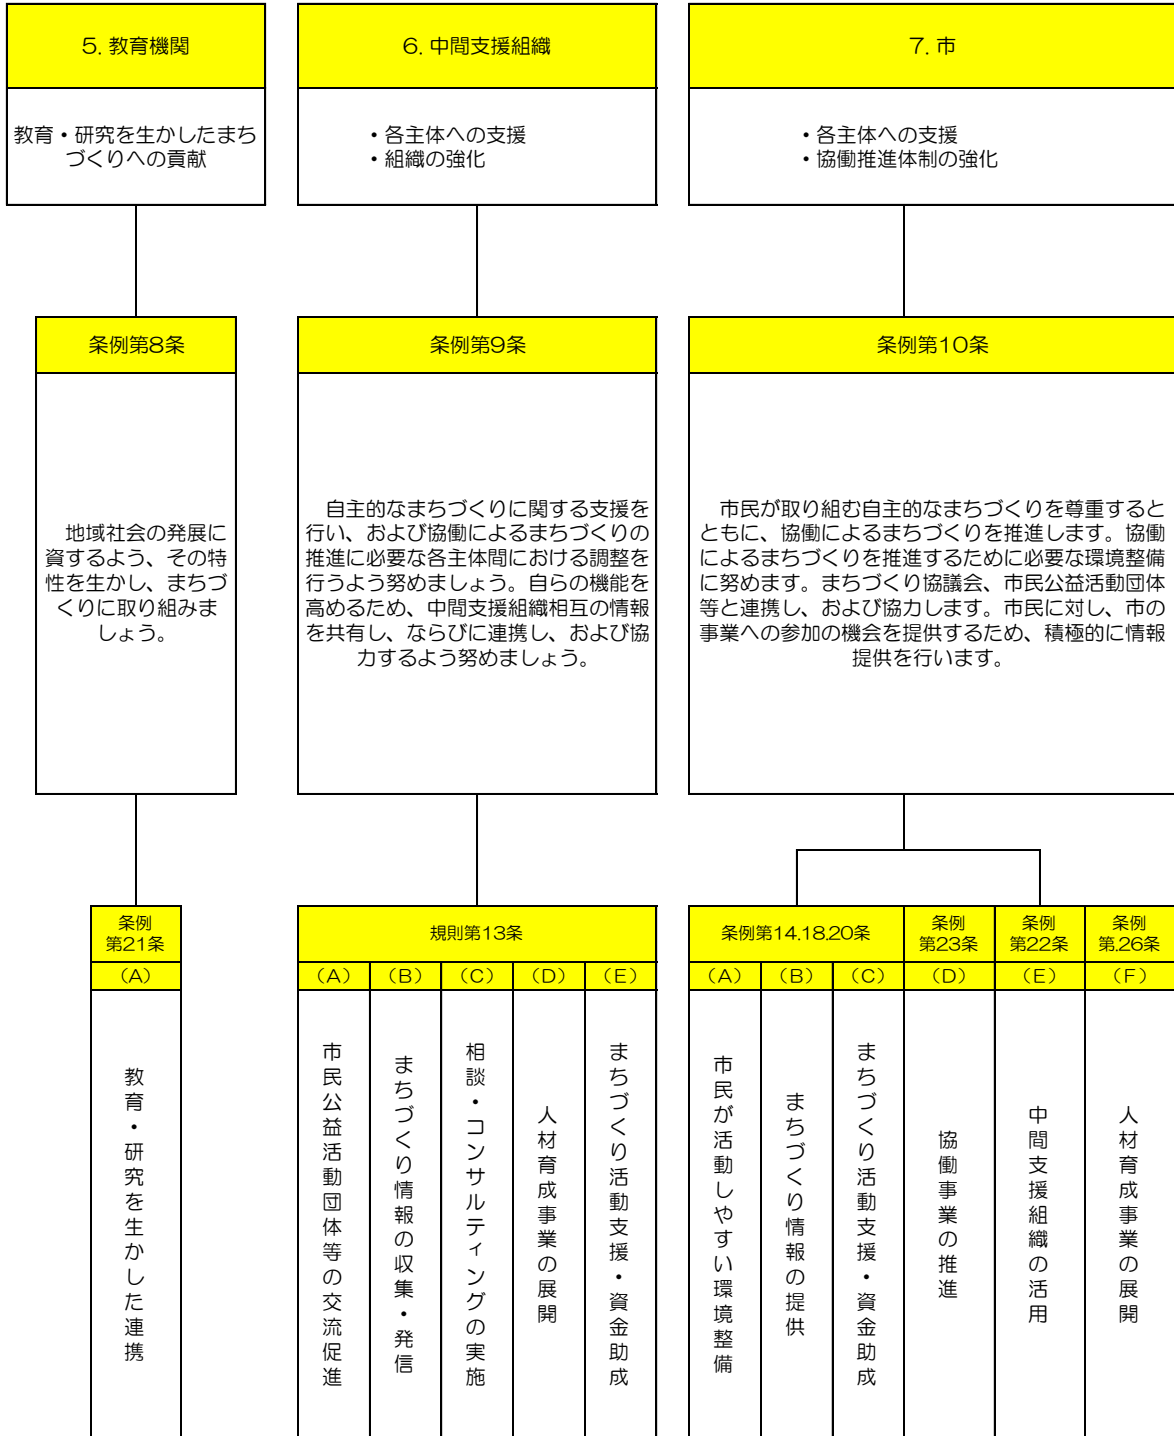 5. 教育機関
教育・研究を生かしたまち
づくりへの貢献
条例第8条
地域社会の発展に
資するよう、その特
性を生かし、まちづ
くりに取り組みま
しょう。
条例
第21条
（A）
教育・研究を生かした連携
6. 中間支援組織
・各主体への支援
・組織の強化
条例第9条
自主的なまちづくりに関する支援を
行い、および協働によるまちづくりの
推進に必要な各主体間における調整を
行うよう努めましょう。自らの機能を
高めるため、中間支援組織相互の情報
を共有し、ならびに連携し、および協
力するよう努めましょう。
規則第13条
（A）
市民公益活動団体等の交流促進
（B）
まちづくり情報の収集・発信
（C）
相談・コンサルティングの実施
（D）
人材育成事業の展開
（E）
まちづくり活動支援・資金助成
7. 市
・各主体への支援
・協働推進体制の強化
条例第10条
市民が取り組む自主的なまちづくりを尊重すると
ともに、協働によるまちづくりを推進します。協働
によるまちづくりを推進するために必要な環境整備
に努めます。まちづくり協議会、市民公益活動団体
等と連携し、および協力します。市民に対し、市の
事業への参加の機会を提供するため、積極的に情報
提供を行います。
条例第14.18.20条
（A）
市民が活動しやすい環境整備
（B）
まちづくり情報の提供
（C）
まちづくり活動支援・資金助成
条例
第23条
（D）
協働事業の推進
条例
第22条
（E）
中間支援組織の活用
条例
第.26条
（F）
人材育成事業の展開